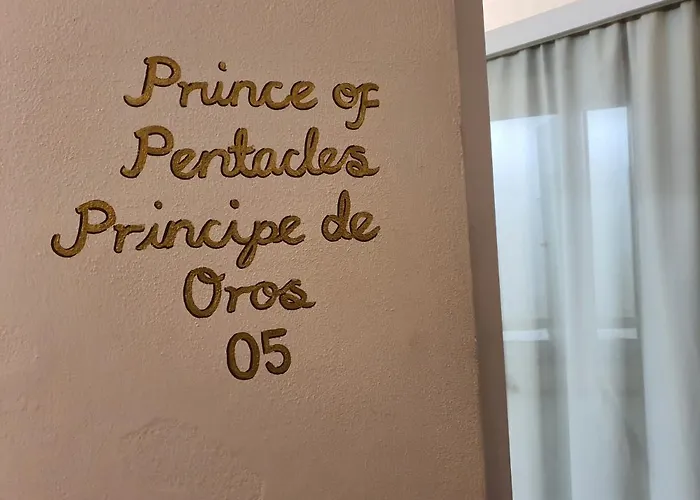 Prince of
Pentacles
Principe de
Oros
05